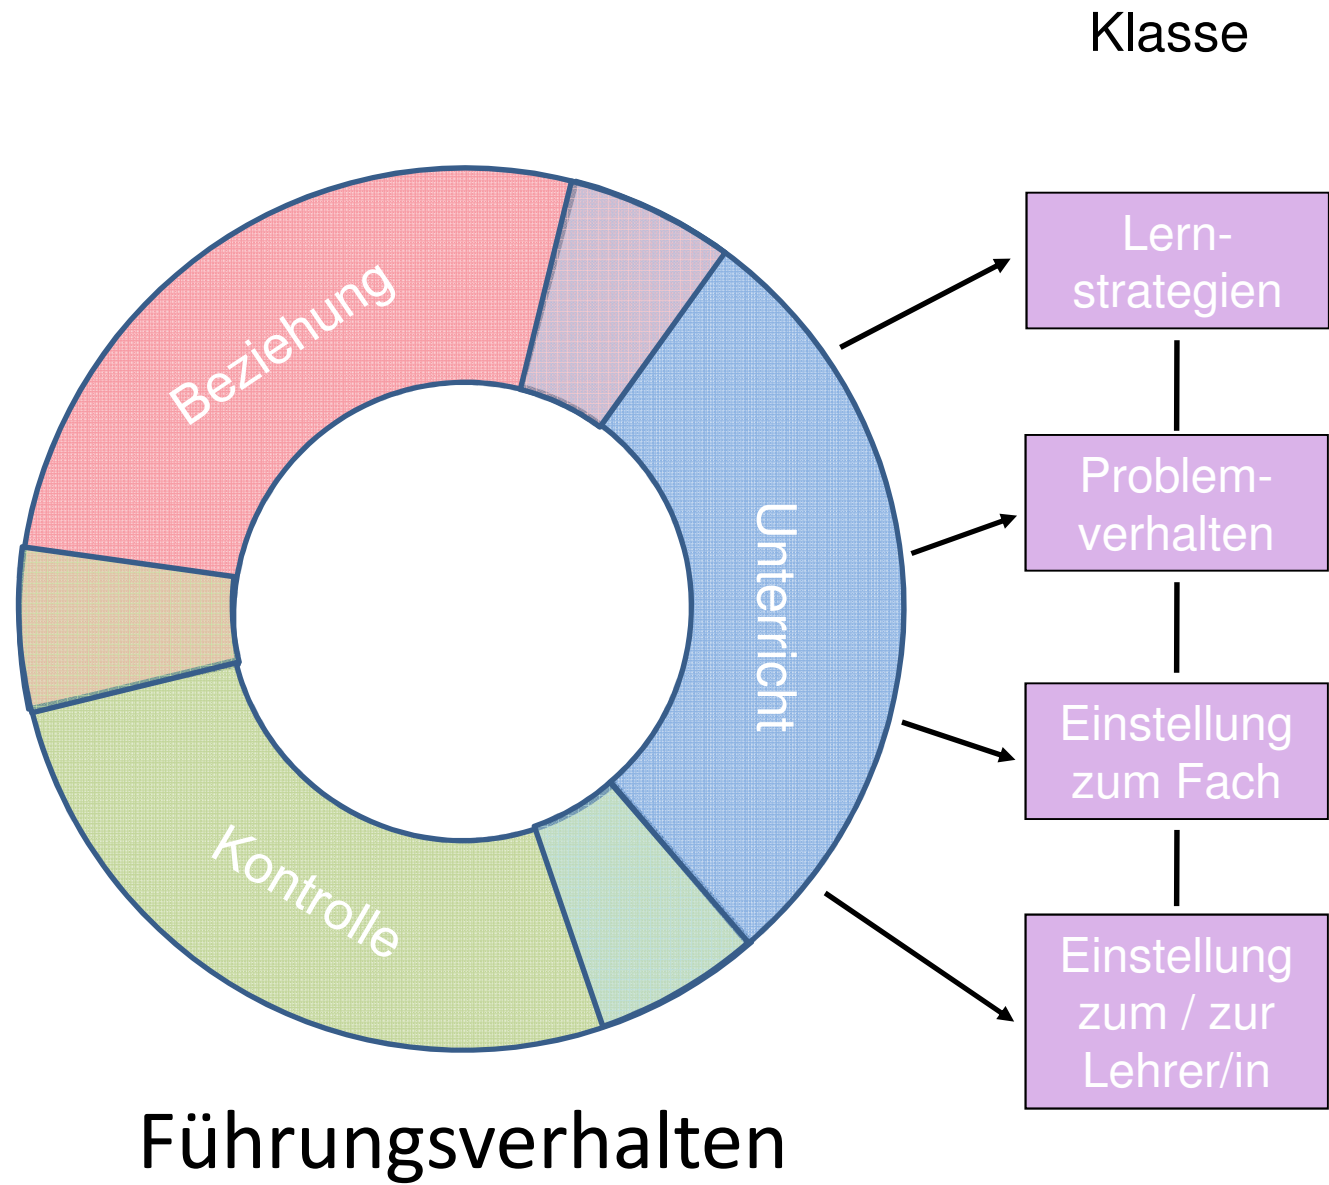 Klasse
Beziehung
Unterricht
Kontrolle
Lern-
strategien
Problem-
verhalten
Einstellung
zum Fach
Einstellung
zum / zur
Lehrer/in
Führungsverhalten